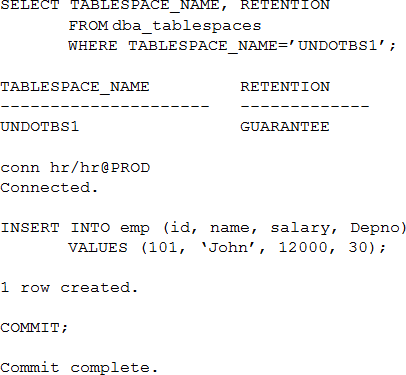 SELECT TABLESPACE_NAME, RETENTION
FROM dba_tablespaces
WHERE TABLESPACE_NAME=’UNDOTBS1’;
TABLESPACE_NAME RETENTION
--------------------- -------------
UNDOTBS1 GUARANTEE
conn hr/hr@PROD
Connected.
INSERT INTO emp (id, name, salary, Depno)
VALUES (101, ‘John’, 12000, 30);
1 row created.
COMMIT;
Commit complete.